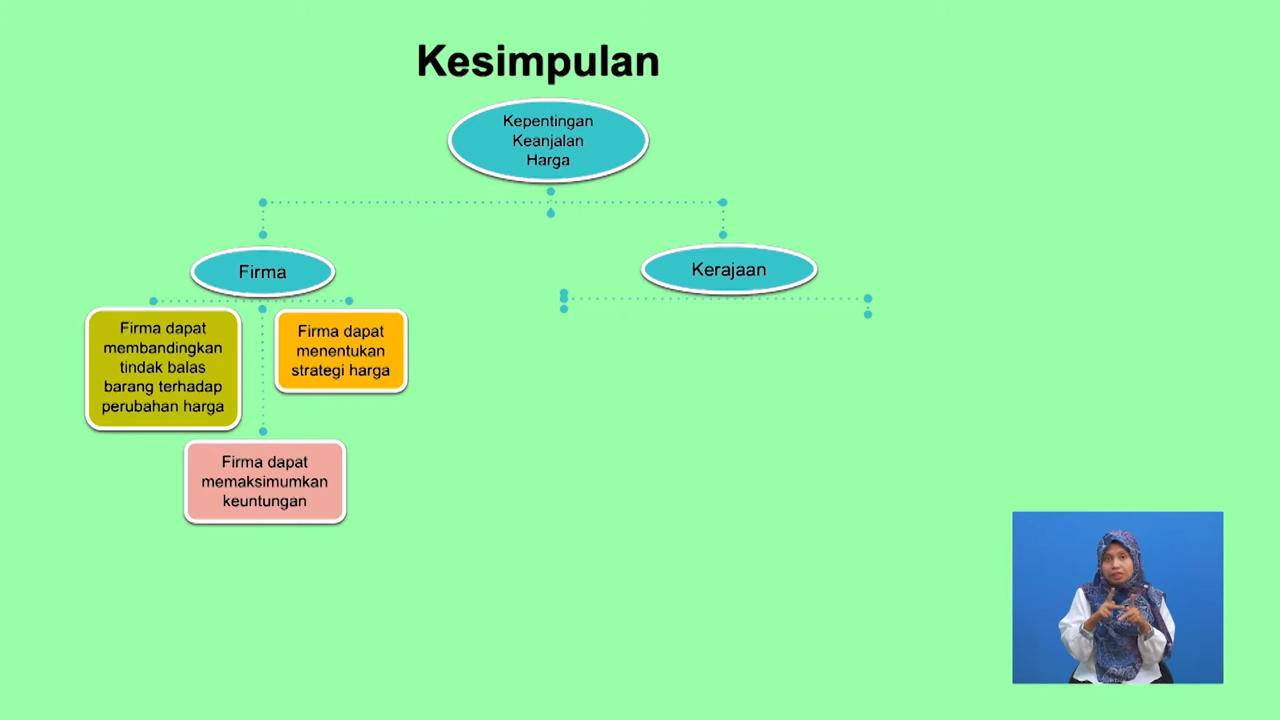 Kesimpulan
Kepentingan
Keanjalan
Harga
Firma
Kerajaan
Firma dapat
membandingkan
tindak balas
barang terhadap
perubahan harga
Firma dapat
menentukan
strategi harga
Firma dapat
memaksimumkan
keuntungan